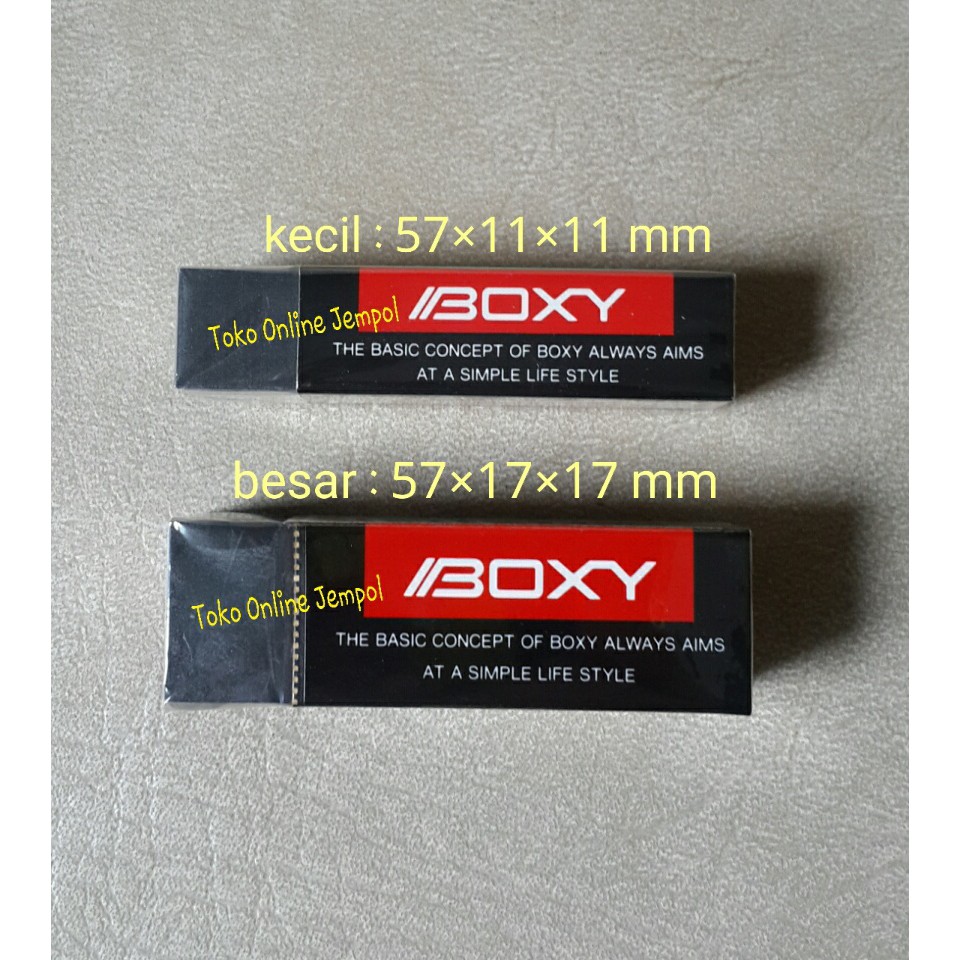 kecil : 57×11×11 mm
BOXY
Toko Online Jempol
THE BASIC CONCEPT OF BOXY ALWAYS AIMS
AT A SIMPLE LIFE STYLE
besar : 57×17×17 mm
BOXY
Toko Online Jempol
THE BASIC CONCEPT OF BOXY ALWAYS AIMS
AT A SIMPLE LIFE STYLE